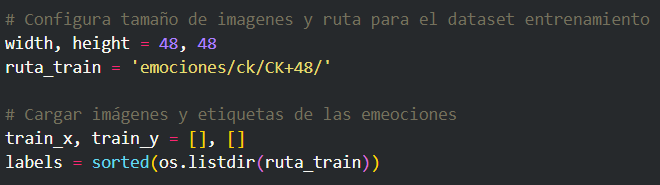 # Configura tamaño de imagenes y ruta para el dataset entrenamiento
width, height = 48, 48
ruta_train = 'emociones/ck/CK+48/'
# Cargar imágenes y etiquetas de las emeociones
train_x, train_y = [], []
labels = sorted(os.listdir(ruta_train))